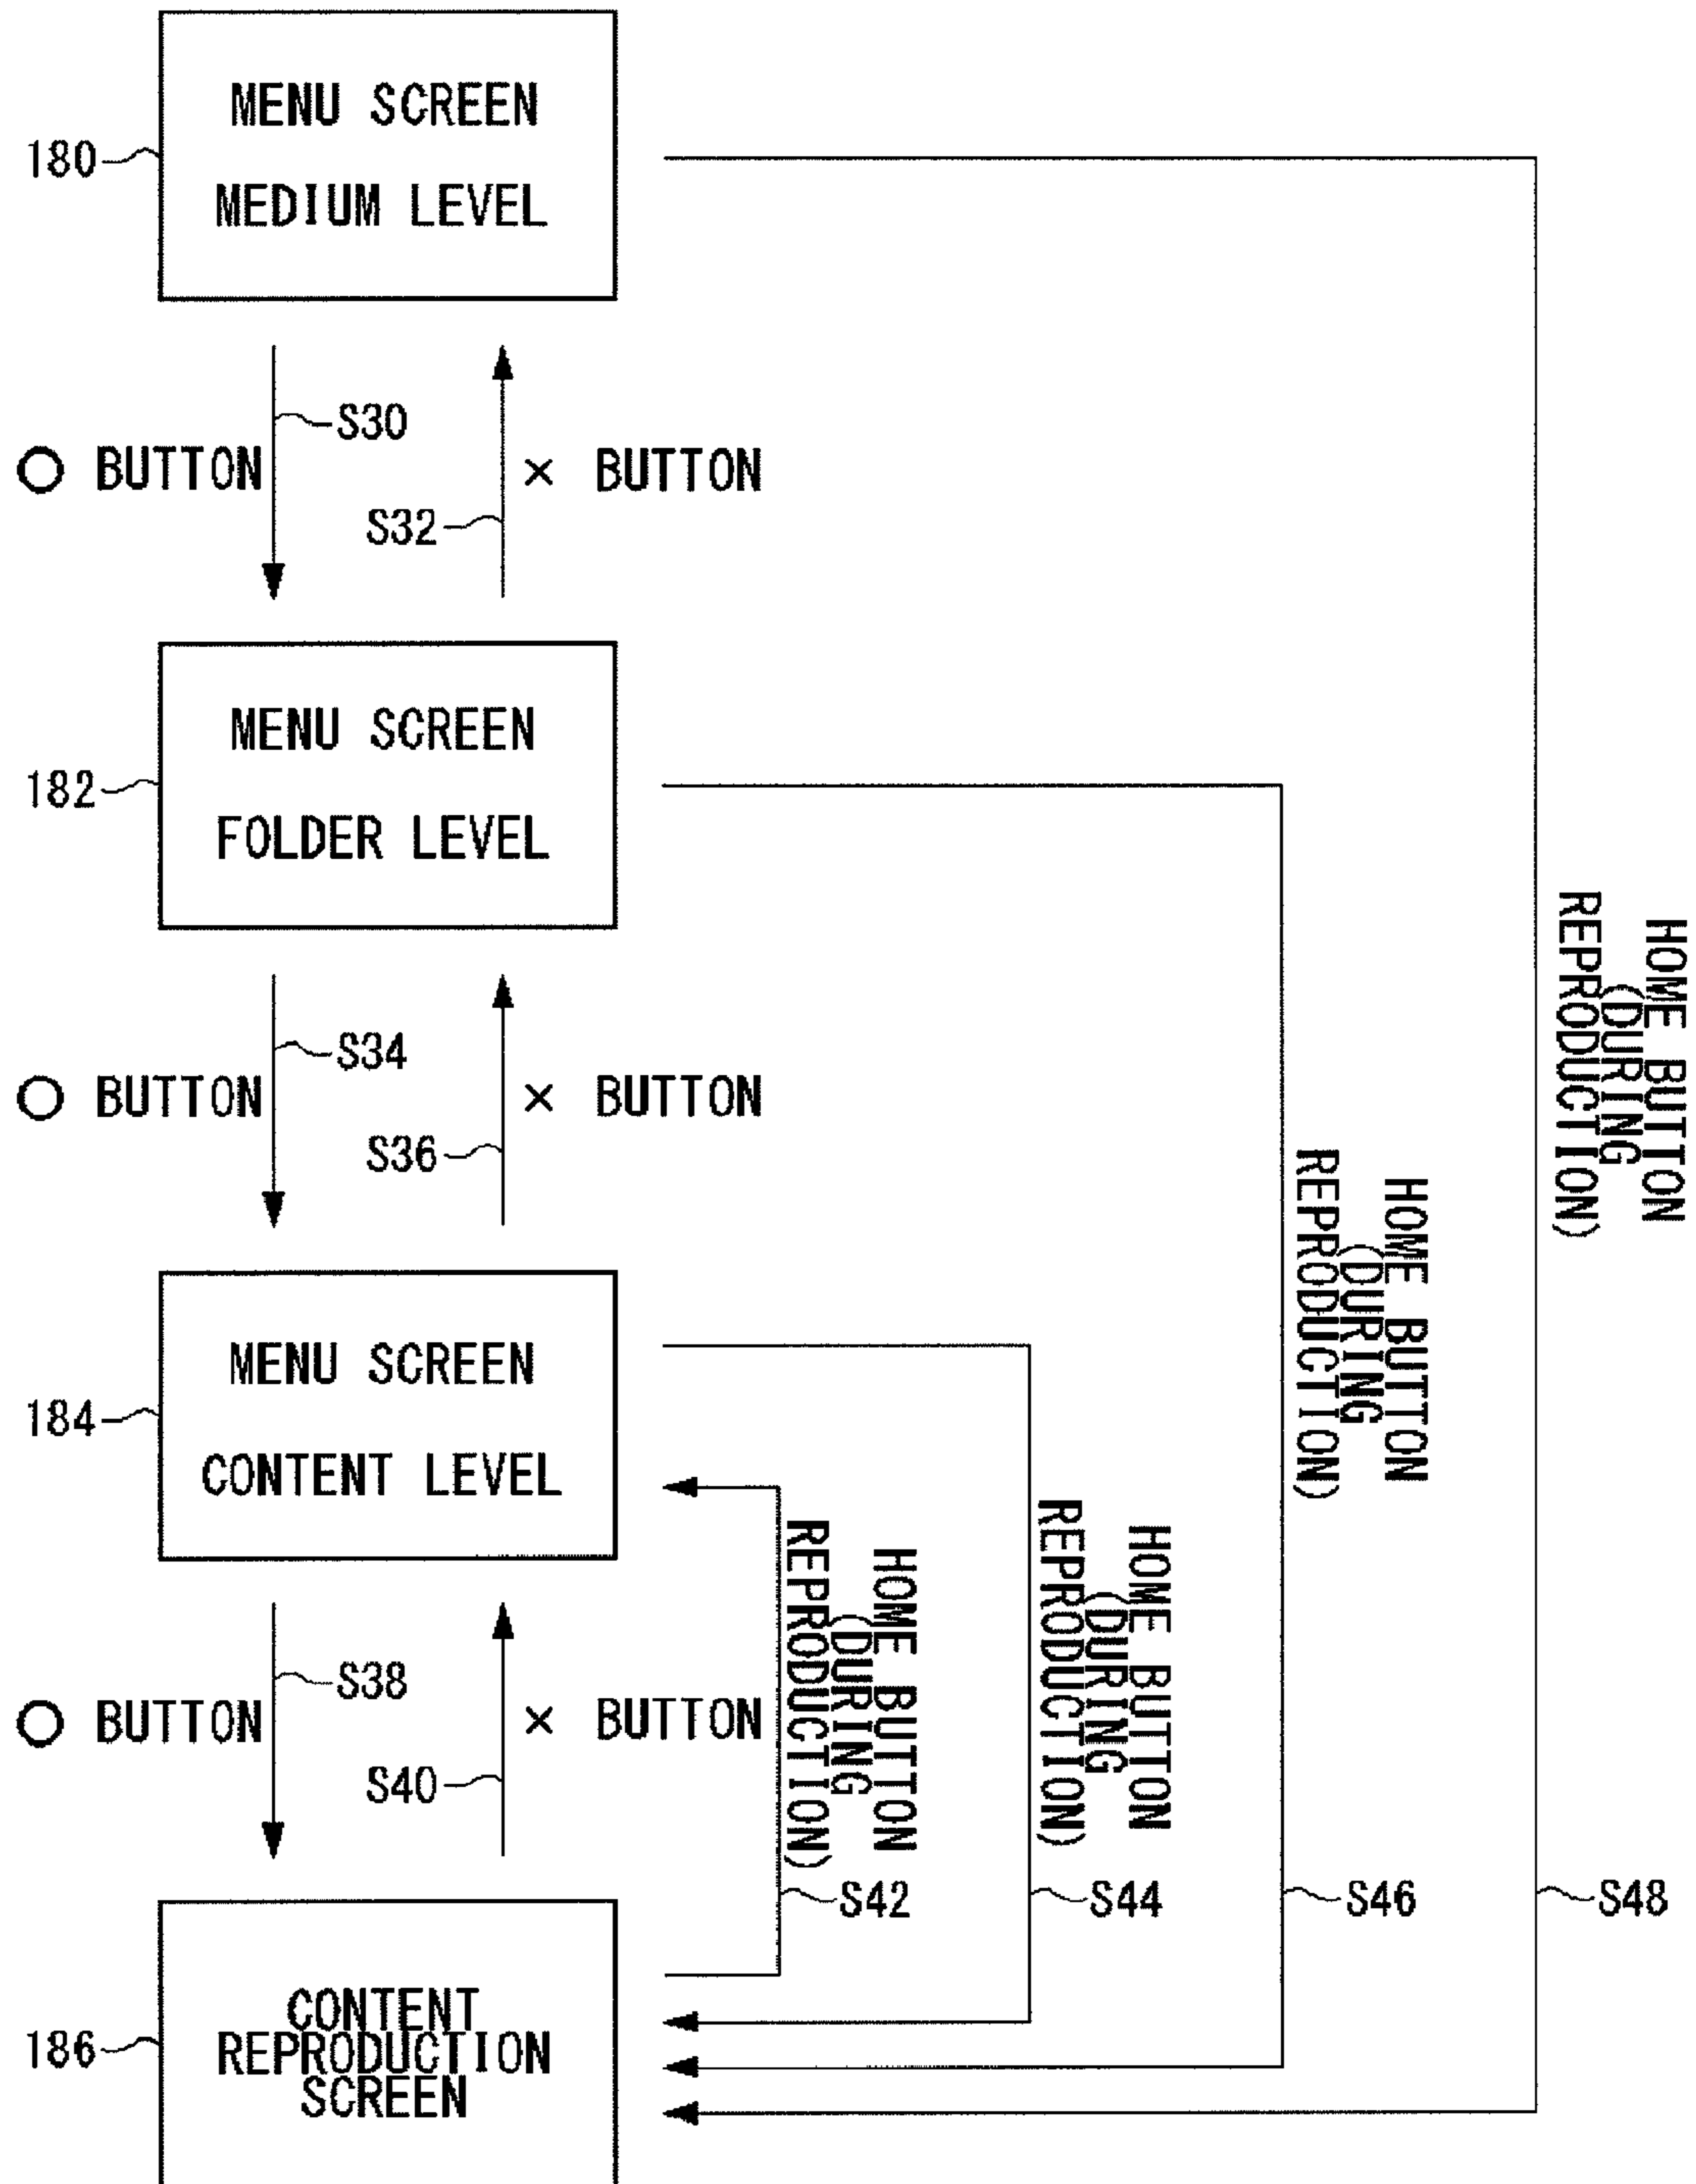 MENU SCREEN
MEDIUM LEVEL
180
S30
○ BUTTON
× BUTTON
S32
MENU SCREEN
FOLDER LEVEL
182
S34
○ BUTTON
× BUTTON
S36
MENU SCREEN
CONTENT LEVEL
184
S38
○ BUTTON
× BUTTON
S40
HOME BUTTON
(DURING
REPRODUCTION)
S42
HOME BUTTON
(DURING
REPRODUCTION)
S44
HOME BUTTON
(DURING
REPRODUCTION)
S46
HOME BUTTON
(DURING
REPRODUCTION)
S48
CONTENT
REPRODUCTION
SCREEN
186